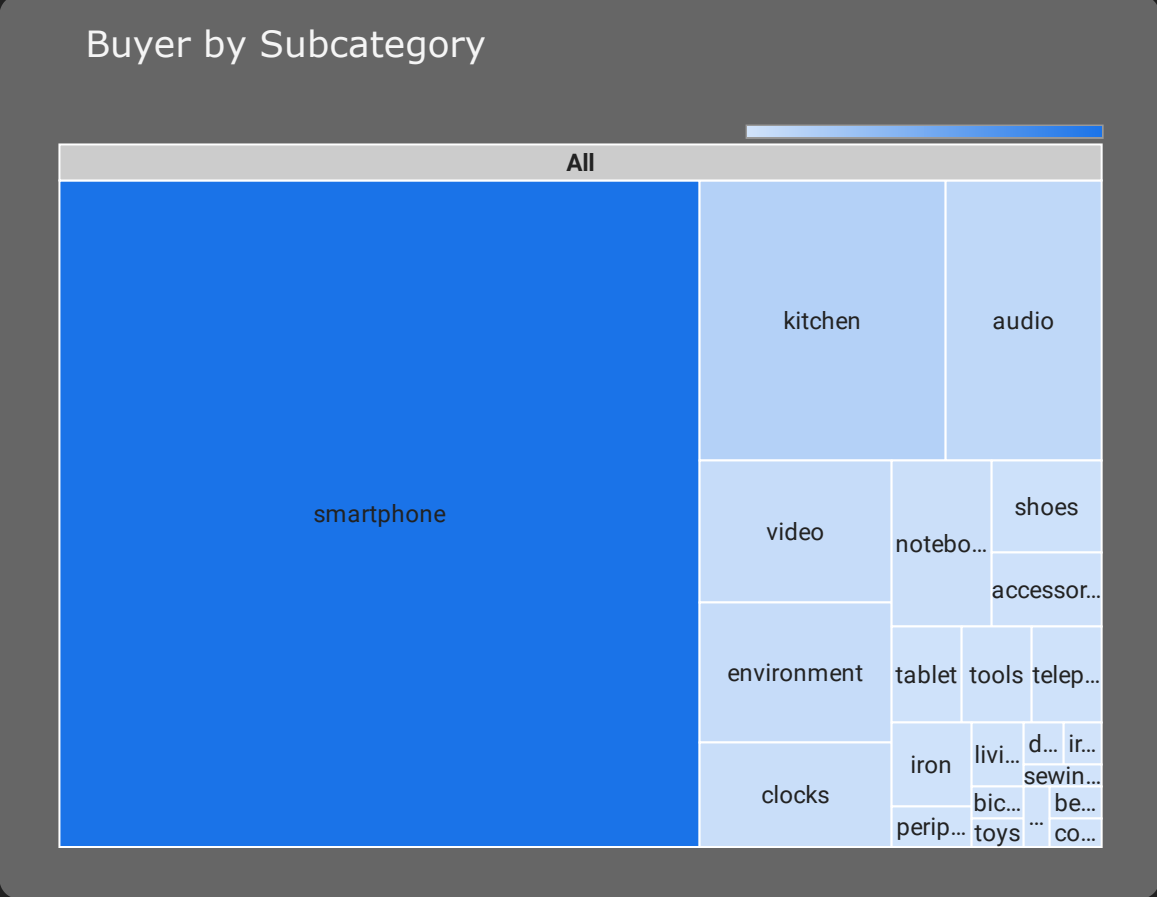 Buyer by Subcategory
All
smartphone
kitchen
audio
video
notebo...
shoes
accessor...
environment
tablet
tools
telep...
clocks
iron
livi...
d...
ir...
sewin...
perip...
bic...
toys
...
be...
co...